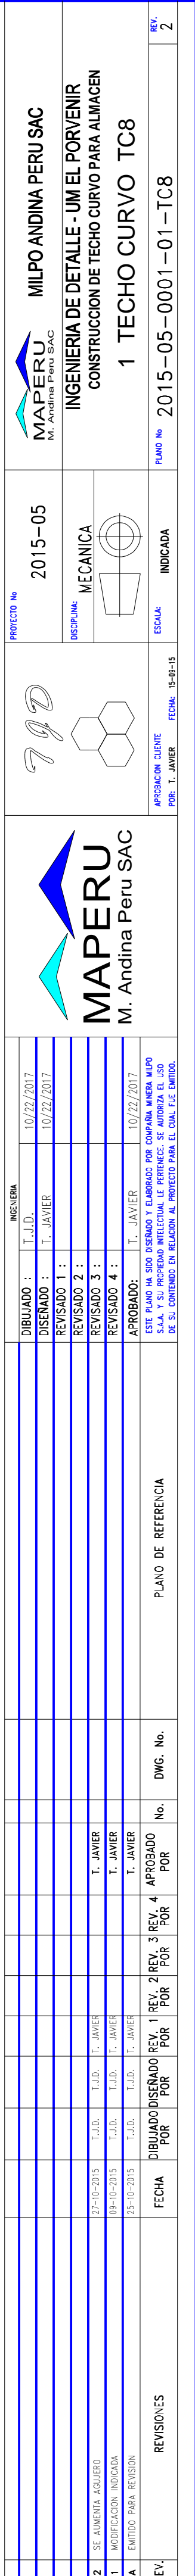 2 SE AUMENTA AGUJERO 27-10-2015 T.J.D. T.J.D. T. JAVIER T. JAVIER
1 MODIFICACION INDICADA 09-10-2015 T.J.D. T.J.D. T. JAVIER T. JAVIER
A EMITIDO PARA REVISION 25-10-2015 T.J.D. T.J.D. T. JAVIER T. JAVIER
EV. REVISIONES FECHA DIBUJADO POR DISEÑADO POR REV. 1 POR REV. 2 POR REV. 3 POR REV. 4 POR APROBADO POR
No. DWG. No. PLANO DE REFERENCIA
INGENIERIA
DIBUJADO : T.J.D. 10/22/2017
DISEÑADO : T. JAVIER 10/22/2017
REVISADO 1 :
REVISADO 2 :
REVISADO 3 :
REVISADO 4 :
APROBADO: T. JAVIER 10/22/2017
ESTE PLANO HA SIDO DISEÑADO Y ELABORADO POR COMPAÑIA MINERA MILPO
S.A.A. Y SU PROPIEDAD INTELECTUAL LE PERTENECE. SE AUTORIZA EL USO
DE SU CONTENIDO EN RELACION AL PROYECTO PARA EL CUAL FUE EMITIDO.
MAPERU
M. Andina Peru SAC
TJD
APROBACION CLIENTE
POR: T. JAVIER FECHA: 15-09-15
PROYECTO No
2015-05
DISCIPLINA:
MECANICA
ESCALA:
INDICADA
MAPERU
M. Andina Peru SAC
MILPO ANDINA PERU SAC
INGENIERIA DE DETALLE - UM EL PORVENIR
CONSTRUCCION DE TECHO CURVO PARA ALMACEN
1 TECHO CURVO TC8
PLANO No
2015-05-0001-01-TC8
REV.
2